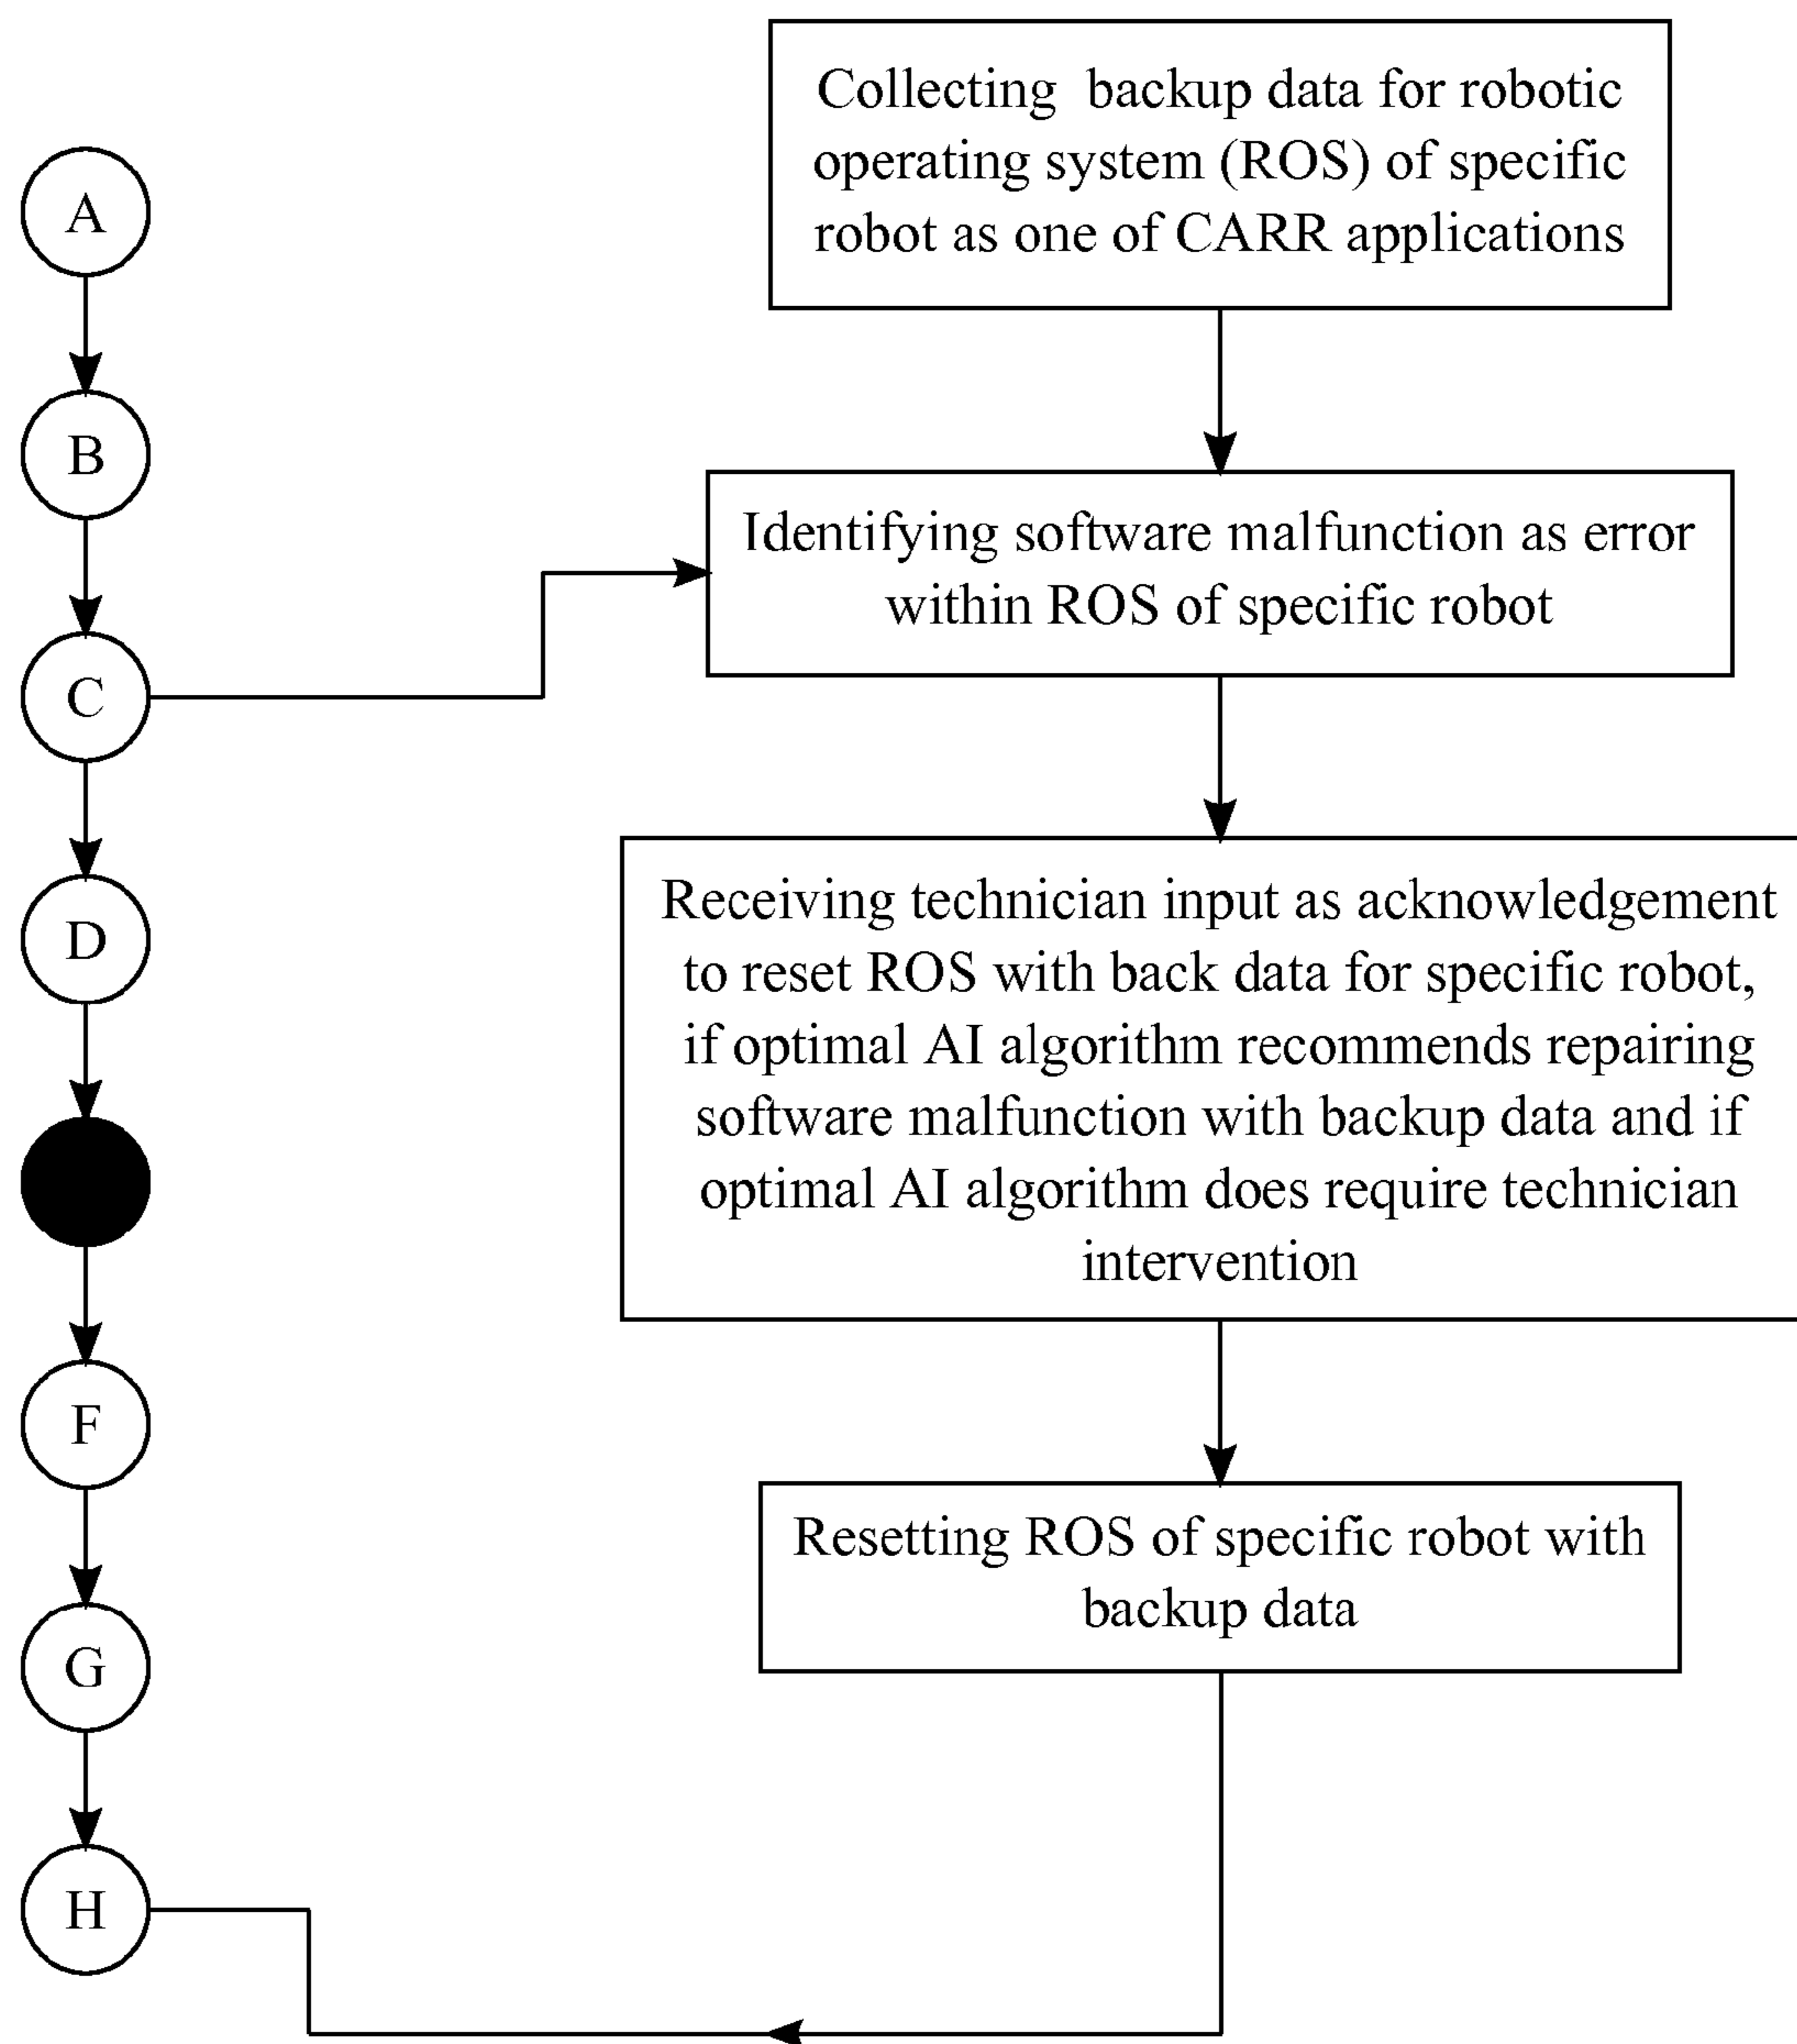 A
B
C
D
F
G
H
Collecting backup data for robotic
operating system (ROS) of specific
robot as one of CARR applications
Identifying software malfunction as error
within ROS of specific robot
Receiving technician input as acknowledgement
to reset ROS with back data for specific robot,
if optimal AI algorithm recommends repairing
software malfunction with backup data and if
optimal AI algorithm does require technician
intervention
Resetting ROS of specific robot with
backup data